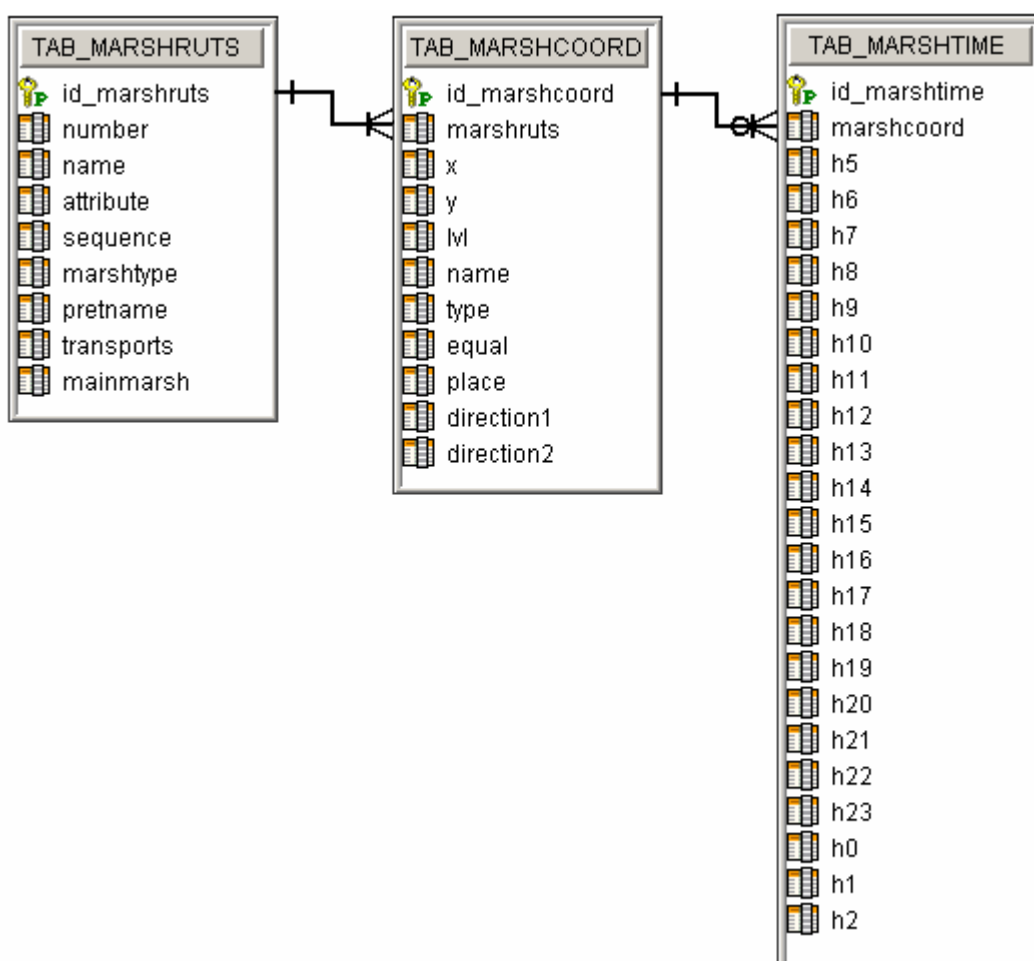 TAB_MARSHRUTS
id_marshruts
number
name
attribute
sequence
marshtype
pretname
transports
mainmarsh
TAB_MARSHCOORD
id_marshcoord
marshruts
x
y
lvl
name
type
equal
place
direction1
direction2
TAB_MARSHTIME
id_marshtime
marshcoord
h5
h6
h7
h8
h9
h10
h11
h12
h13
h14
h15
h16
h17
h18
h19
h20
h21
h22
h23
h0
h1
h2